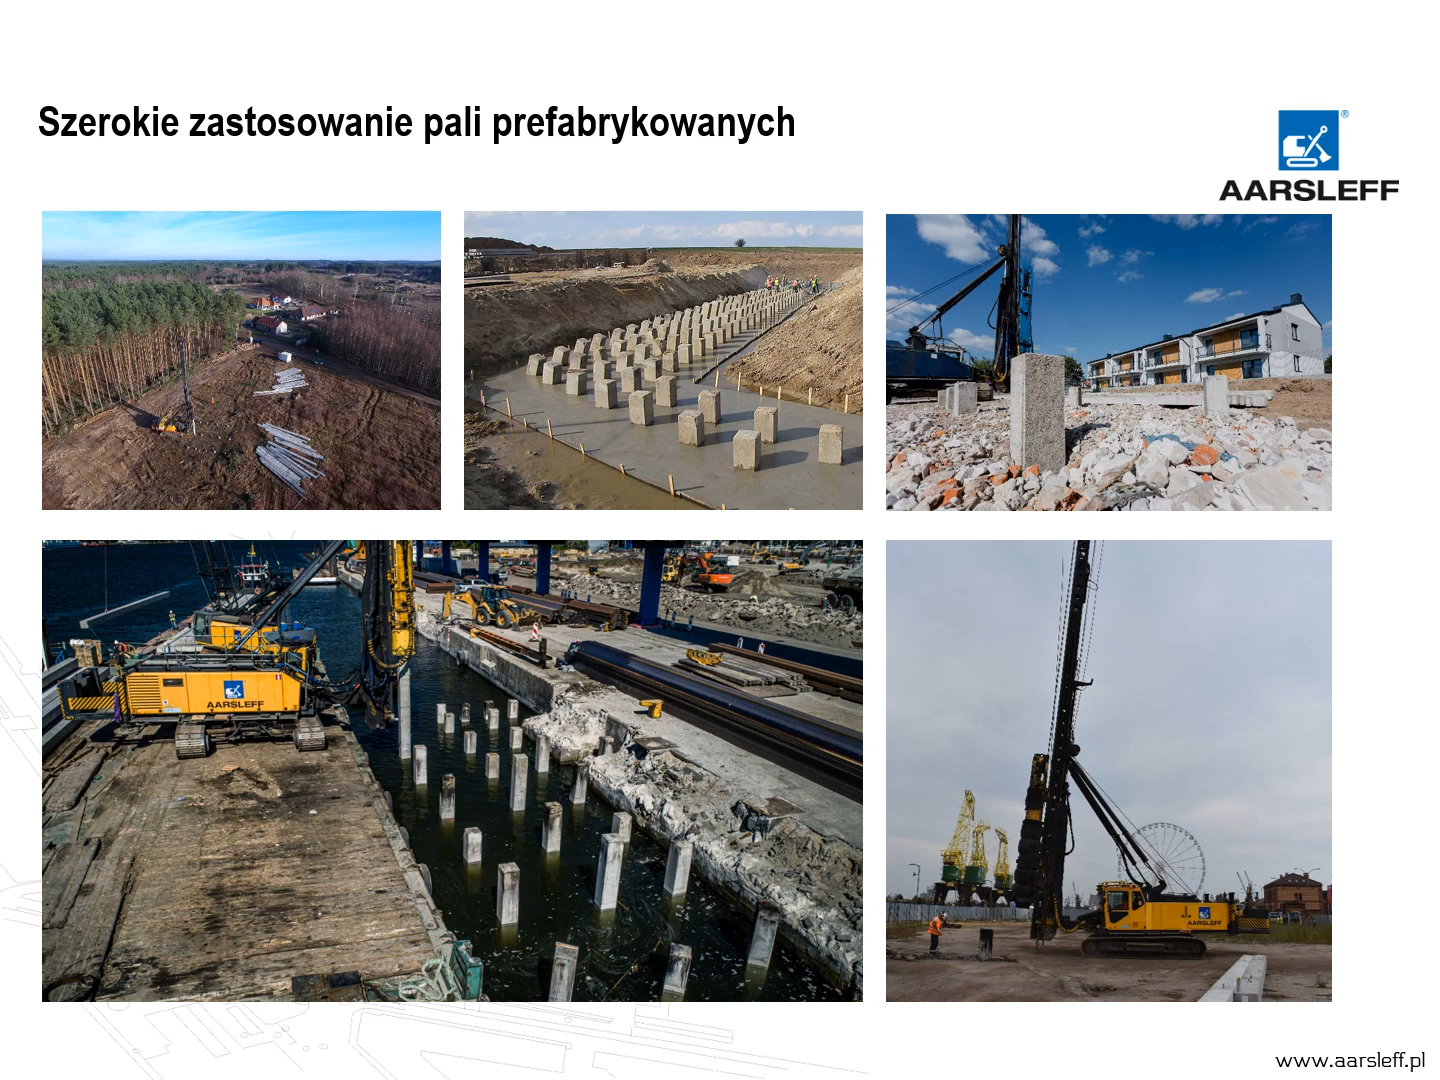 Szerokie zastosowanie pali prefabrykowanych
®
AARSLEFF
AARSLEFF
AARSLEFF
www.aarsleff.pl